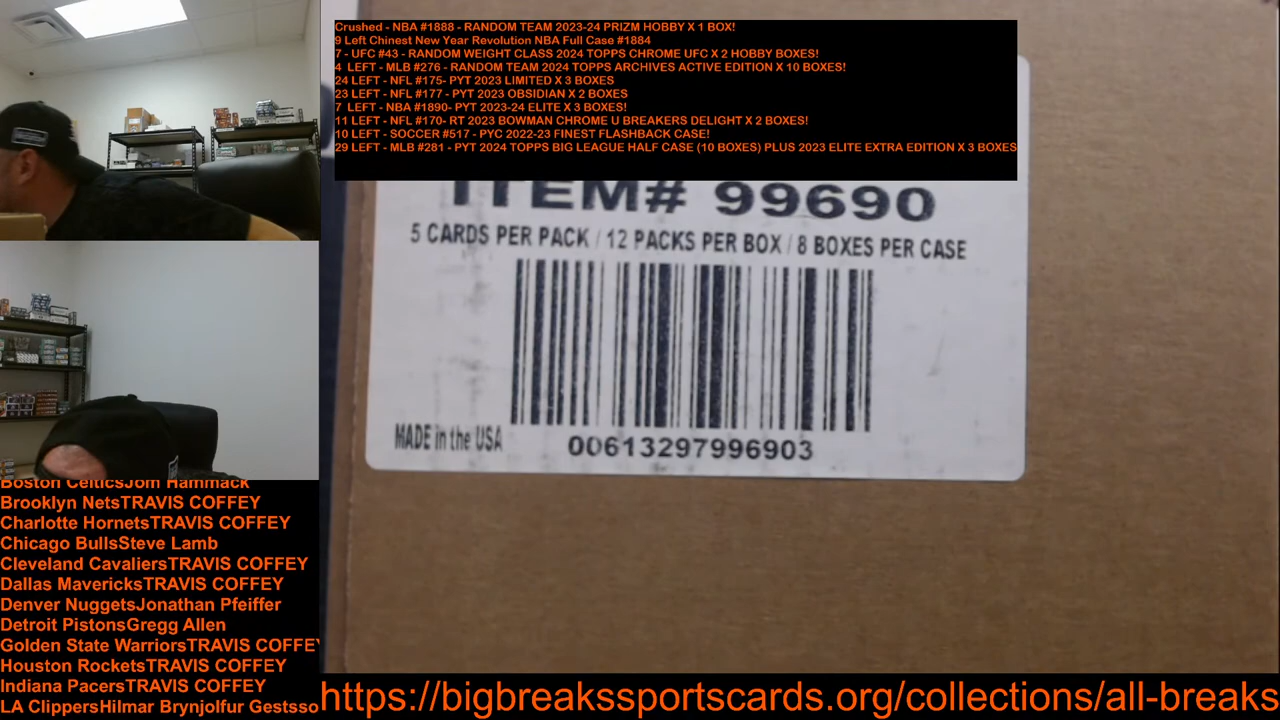 Crushed - NBA #1888 - RANDOM TEAM 2023-24 PRIZM HOBBY X 1 BOX!
9 Left Chinest New Year Revolution NBA Full Case #1884
7 - UFC #43 - RANDOM WEIGHT CLASS 2024 TOPPS CHROME UFC X 2 HOBBY BOXES!
4 LEFT - MLB #276 - RANDOM TEAM 2024 TOPPS ARCHIVES ACTIVE EDITION X 10 BOXES!
24 LEFT - NFL #175- PYT 2023 LIMITED X 3 BOXES
23 LEFT - NFL #177 - PYT 2023 OBSIDIAN X 2 BOXES
7 LEFT - NBA #1890- PYT 2023-24 ELITE X 3 BOXES!
11 LEFT - NFL #170- RT 2023 BOWMAN CHROME U BREAKERS DELIGHT X 2 BOXES!
10 LEFT - SOCCER #517 - PYC 2022-23 FINEST FLASHBACK CASE!
29 LEFT - MLB #281 - PYT 2024 TOPPS BIG LEAGUE HALF CASE (10 BOXES) PLUS 2023 ELITE EXTRA EDITION X 3 BOXES
ITEM# 99690
5 CARDS PER PACK / 12 PACKS PER BOX / 8 BOXES PER CASE
MADE in the USA
00613297996903
Boston CelticsJom Hammack
Brooklyn NetsTRAVIS COFFEY
Charlotte HornetsTRAVIS COFFEY
Chicago BullsSteve Lamb
Cleveland CavaliersTRAVIS COFFEY
Dallas MavericksTRAVIS COFFEY
Denver NuggetsJonathan Pfeiffer
Detroit PistonsGregg Allen
Golden State WarriorsTRAVIS COFFEY
Houston RocketsTRAVIS COFFEY
Indiana PacersTRAVIS COFFEY
LA ClippersHilmar Brynjolfur Gestsso
https://bigbreakssportscards.org/collections/all-breaks